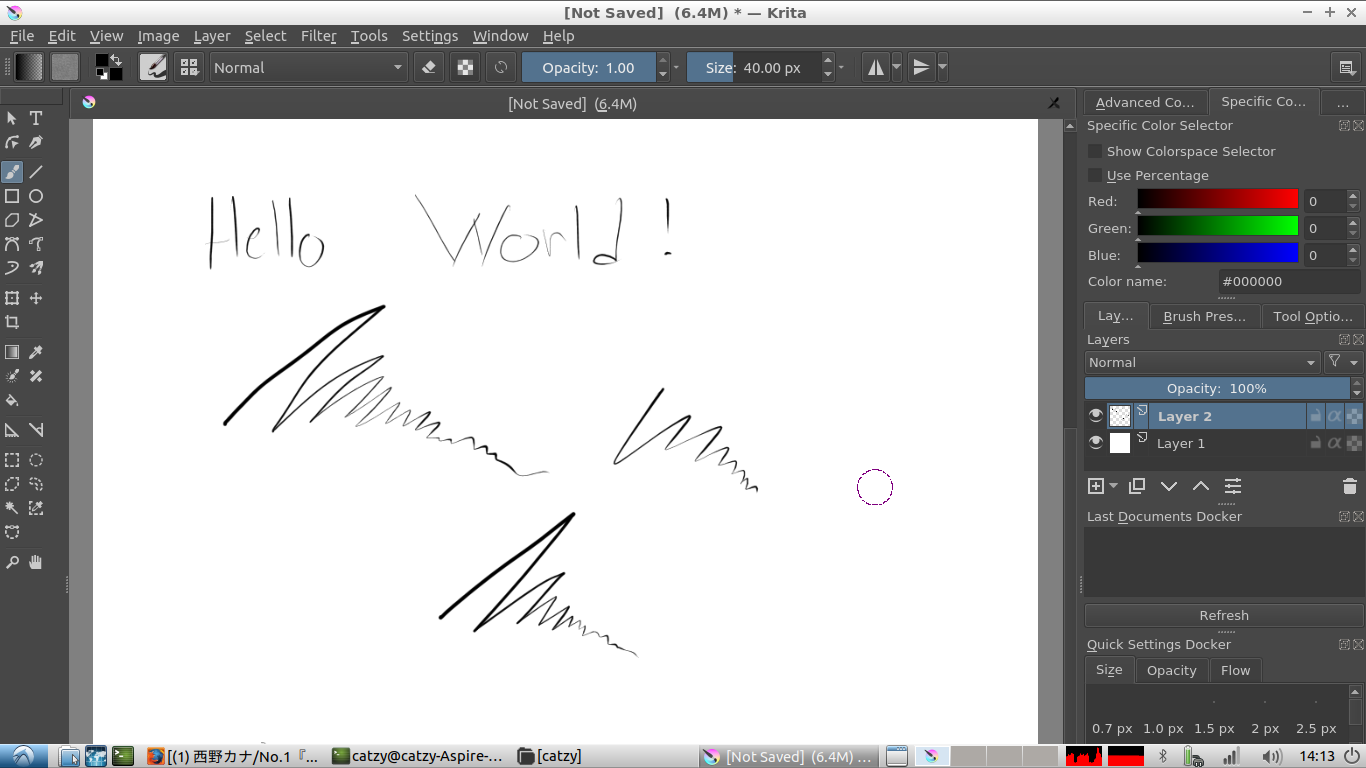 [Not Saved]  (6.4M) * — Krita
File Edit View Image Layer Select Filter Tools Settings Window Help
Normal Opacity: 1.00 Size: 40.00 px
[Not Saved]  (6.4M)
Hello World !
Advanced Co... Specific Co... ...
Specific Color Selector
Show Colorspace Selector
Use Percentage
Red: 0
Green: 0
Blue: 0
Color name: #000000
Lay... Brush Pres... Tool Optio...
Layers
Normal
Opacity: 100%
Layer 2
Layer 1
Last Documents Docker
Refresh
Quick Settings Docker
Size Opacity Flow
0.7 px 1.0 px 1.5 px 2 px 2.5 px
[(1) 西野カナ/No.1『... catzy@catzy-Aspire-... [catzy] [Not Saved]  (6.4M) ... 14:13